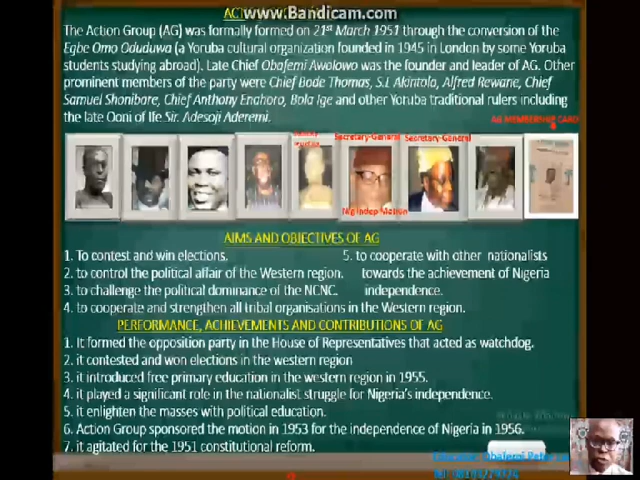 www.Bandicam.com
The Action Group (AG) was formally formed on 21st March 1951 through the conversion of the
Egbe Omo Oduduwa (a Yoruba cultural organization founded in 1945 in London by some Yoruba
students studying abroad). Late Chief Obafemi Awolowo was the founder and leader of AG. Other
prominent members of the party were Chief Bode Thomas, S.L Akintola, Alfred Rewane, Chief
Samuel Shonibare, Chief Anthony Enahoro, Bola Ige and other Yoruba traditional rulers including
the late Ooni of Ife Sir. Adesoji Aderemi.
AG MEMBERSHIP CARD
Secretary-General
Secretary-General
Nig Indep Motion
AIMS AND OBJECTIVES OF AG
1. To contest and win elections.
2. to control the political affair of the Western region.
3. to challenge the political dominance of the NCNC.
4. to cooperate and strengthen all tribal organisations in the Western region.
5. to cooperate with other nationalists
towards the achievement of Nigeria
independence.
PERFORMANCE, ACHIEVEMENTS AND CONTRIBUTIONS OF AG
1. It formed the opposition party in the House of Representatives that acted as watchdog.
2. it contested and won elections in the western region
3. it introduced free primary education in the western region in 1955.
4. it played a significant role in the nationalist struggle for Nigeria's independence.
5. it enlighten the masses with political education.
6. Action Group sponsored the motion in 1953 for the independence of Nigeria in 1956.
7. it agitated for the 1951 constitutional reform.